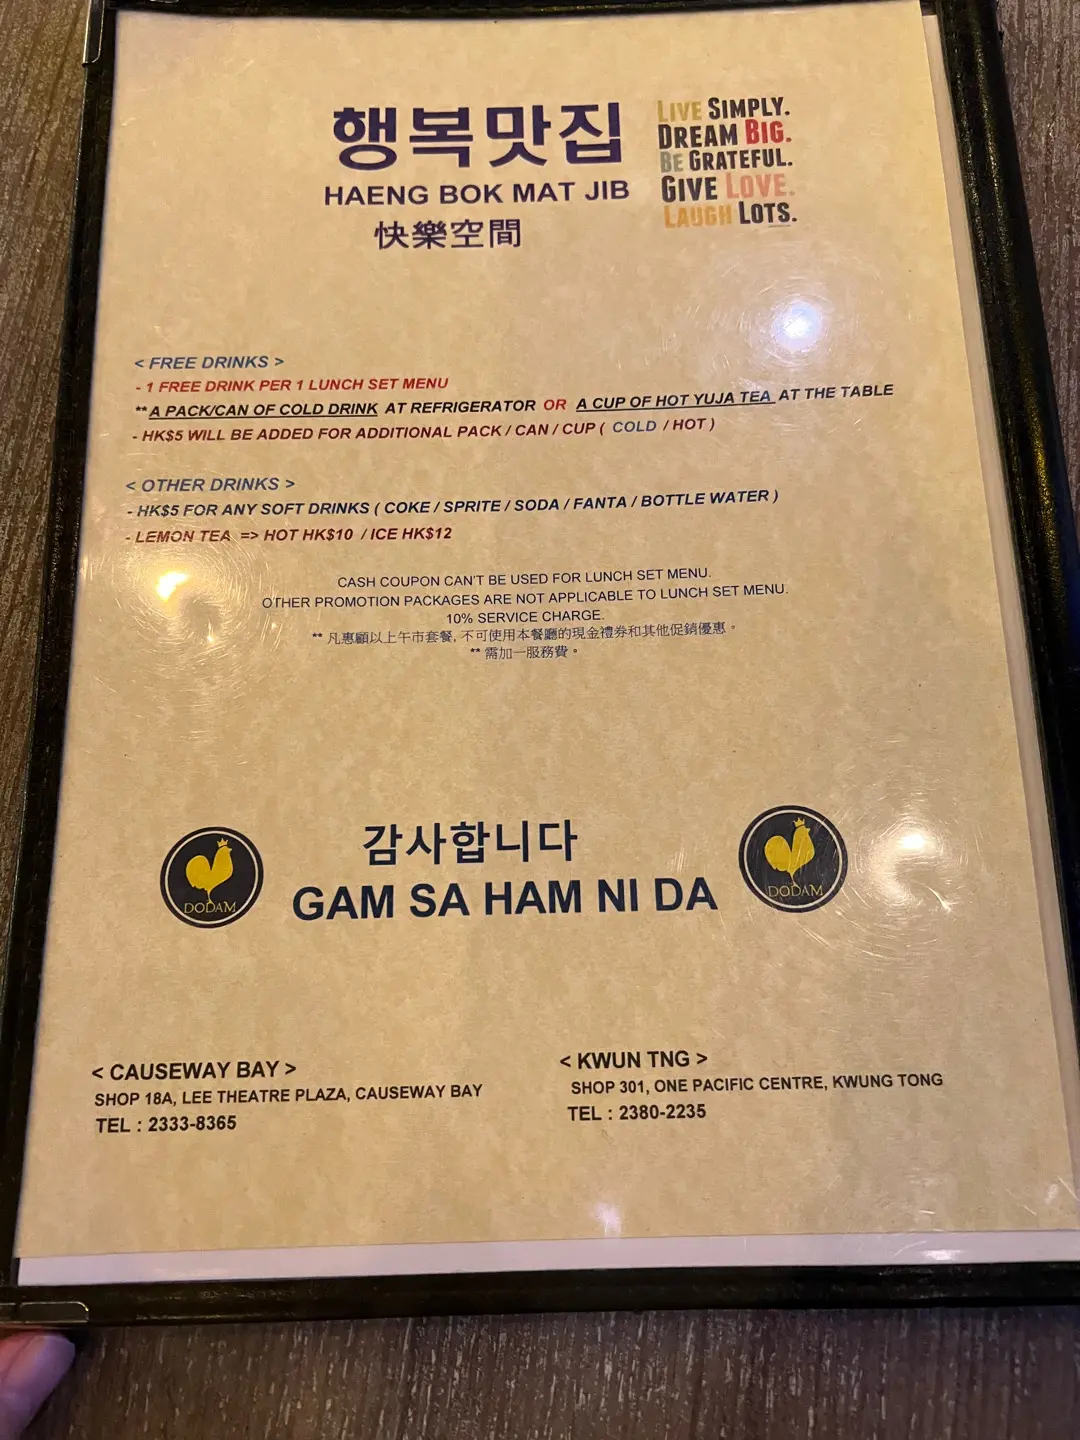 행복맛집
HAENG BOK MAT JIB
快樂空間
LIVE SIMPLY.
DREAM BIG.
BE GRATEFUL.
GIVE LOVE.
LAUGH LOTS.
< FREE DRINKS >
- 1 FREE DRINK PER 1 LUNCH SET MENU
** A PACK/CAN OF COLD DRINK AT REFRIGERATOR OR A CUP OF HOT YUJA TEA AT THE TABLE
- HK$5 WILL BE ADDED FOR ADDITIONAL PACK / CAN / CUP ( COLD / HOT )
< OTHER DRINKS >
- HK$5 FOR ANY SOFT DRINKS ( COKE / SPRITE / SODA / FANTA / BOTTLE WATER )
- LEMON TEA => HOT HK$10 / ICE HK$12
CASH COUPON CAN'T BE USED FOR LUNCH SET MENU.
OTHER PROMOTION PACKAGES ARE NOT APPLICABLE TO LUNCH SET MENU.
10% SERVICE CHARGE.
** 凡惠顧以上午市套餐, 不可使用本餐廳的現金禮券和其他促銷優惠。
** 需加一服務費。
감사합니다
GAM SA HAM NI DA
DODAM
DODAM
< CAUSEWAY BAY >
SHOP 18A, LEE THEATRE PLAZA, CAUSEWAY BAY
TEL : 2333-8365
< KWUN TNG >
SHOP 301, ONE PACIFIC CENTRE, KWUNG TONG
TEL : 2380-2235